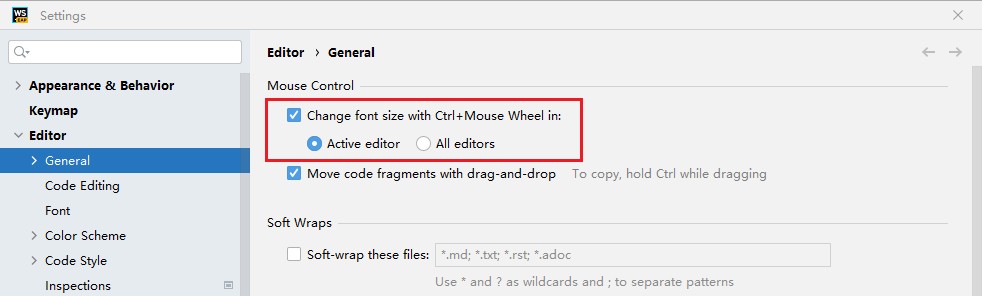 WS
EAP
Settings
Appearance & Behavior
Keymap
Editor
General
Code Editing
Font
Color Scheme
Code Style
Inspections
Editor › General
Mouse Control
Change font size with Ctrl+Mouse Wheel in:
Active editor All editors
Move code fragments with drag-and-drop To copy, hold Ctrl while dragging
Soft Wraps
Soft-wrap these files: *.md; *.txt; *.rst; *.adoc
Use * and ? as wildcards and ; to separate patterns